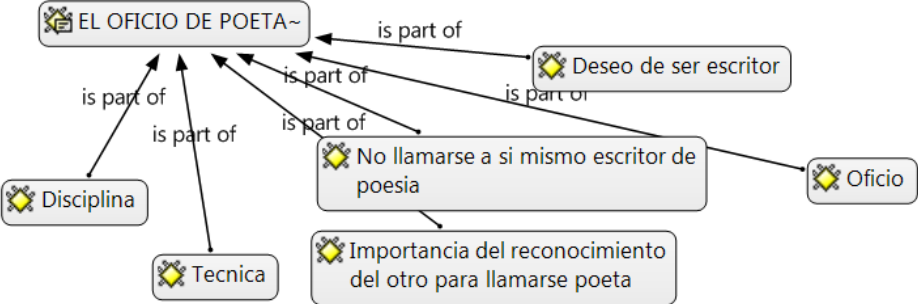 EL OFICIO DE POETA~
is part of
Deseo de ser escritor
is part of
is part of
is part of
is part of
is part of
No llamarse a si mismo escritor de
poesia
Oficio
Disciplina
Importancia del reconocimiento
del otro para llamarse poeta
Tecnica